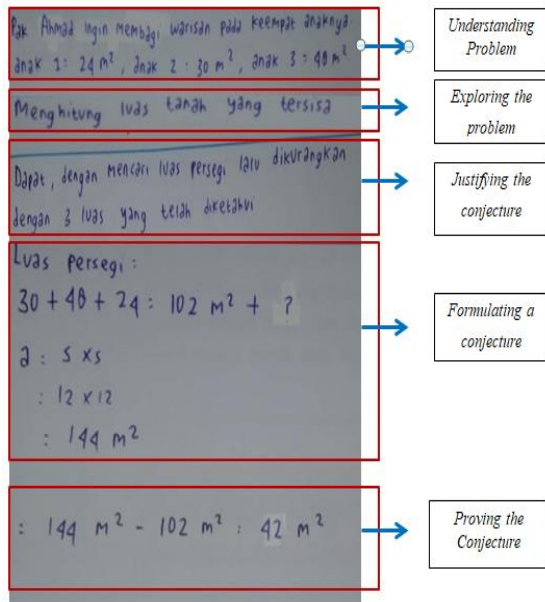 Pak Ahmad ingin membagi warisan pada keempat anaknya.
anak 1 : 24 m², anak 2 : 30 m², anak 3 : 48 m²
Understanding
Problem
Menghitung luas tanah yang tersisa
Exploring the
problem
Dapat, dengan mencari luas persegi lalu dikurangkan
dengan 3 luas yang telah diketahui
Justifying the
conjecture
Luas persegi :
30 + 48 + 24 : 102 m² + ?
a : s x s
: 12 x 12
: 144 m²
Formulating a
conjecture
: 144 m² - 102 m² : 42 m²
Proving the
Conjecture